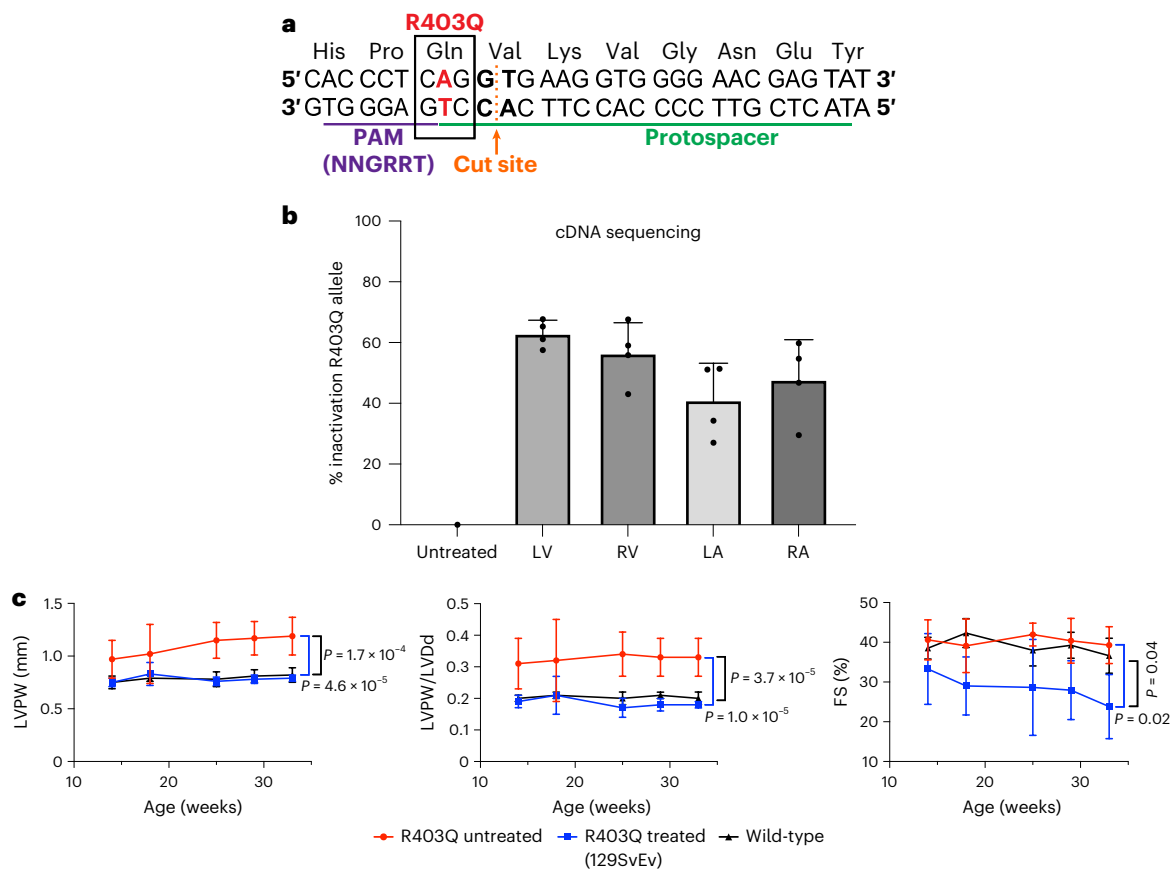 a
R403Q
His Pro Gln Val Lys Val Gly Asn Glu Tyr
5′ CAC CCT CAG GTG AAG GTG GGG AAC GAG TAT 3′
3′ GTG GGA GTC CAC TTC CAC CCC TTG CTC ATA 5′
PAM
(NNGRRT)
Cut site
Protospacer
b
cDNA sequencing
% inactivation R403Q allele
100
80
60
40
20
0
Untreated LV RV LA RA
c
LVPW (mm)
1.5
1.0
0.5
0
10 20 30
Age (weeks)
P = 1.7 × 10⁻⁴
P = 4.6 × 10⁻⁵
LVPW/LVDd
0.5
0.4
0.3
0.2
0.1
0
10 20 30
Age (weeks)
P = 3.7 × 10⁻⁵
P = 1.0 × 10⁻⁵
FS (%)
50
40
30
20
10
10 20 30
Age (weeks)
P = 0.04
P = 0.02
R403Q untreated R403Q treated Wild-type
(129SvEv)